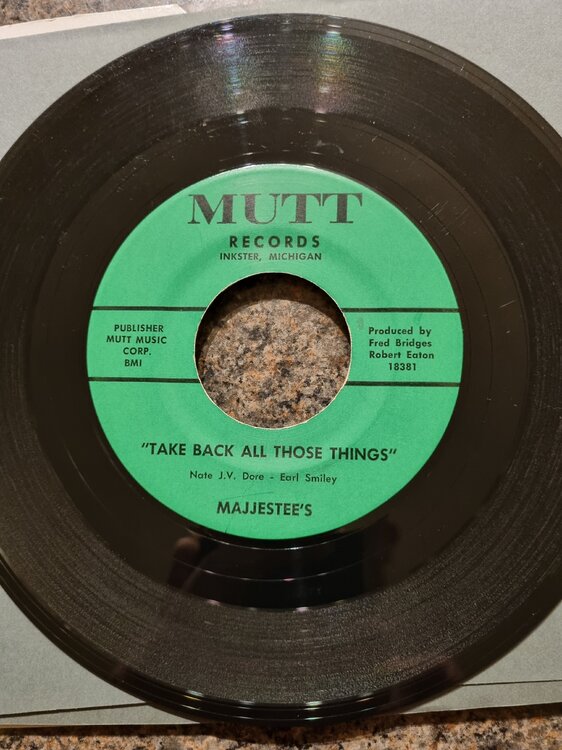 MUTT
RECORDS
INKSTER, MICHIGAN
PUBLISHER
MUTT MUSIC
CORP.
BMI
Produced by
Fred Bridges
Robert Eaton
18381
"TAKE BACK ALL THOSE THINGS"
Nate J.V. Dore - Earl Smiley
MAJJESTEE'S